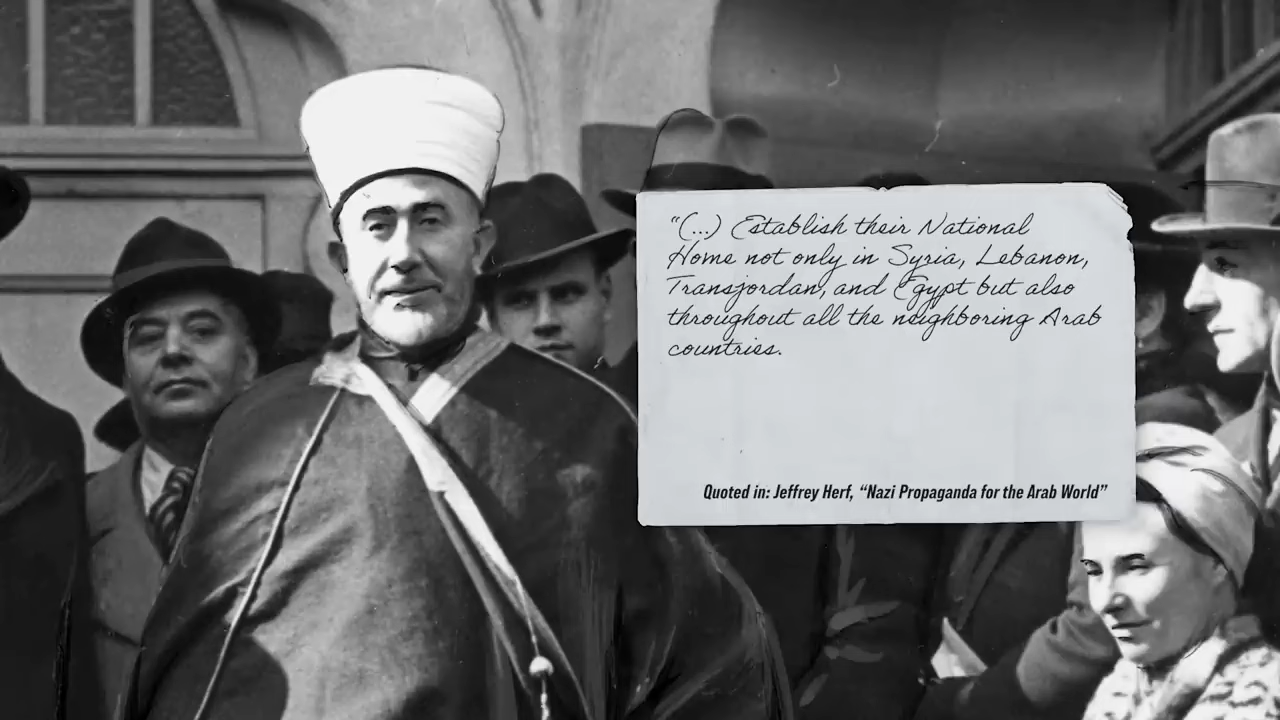 “(...) Establish their National
Home not only in Syria, Lebanon,
Transjordan, and Egypt but also
throughout all the neighboring Arab
countries.
Quoted in: Jeffrey Herf, “Nazi Propaganda for the Arab World”